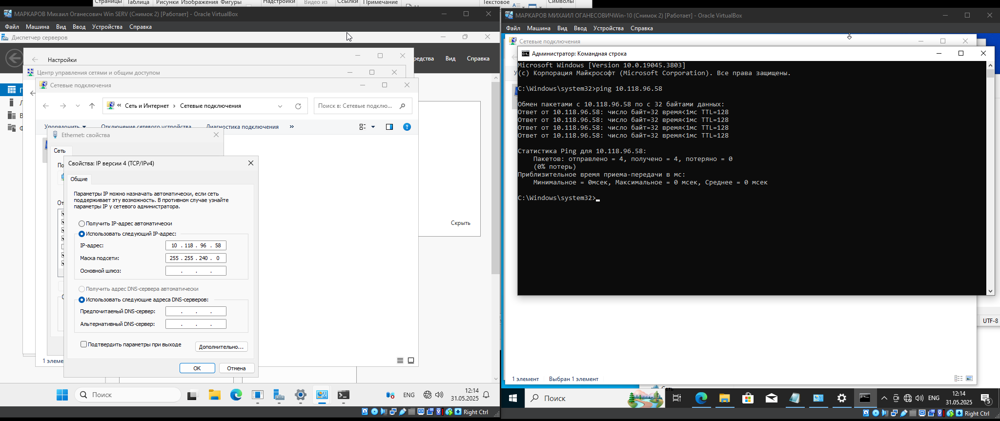 Страницы
Таблица
Рисунки Изображения Фигуры
Надстройки
Видео из
Ссылки
Примечание
Текстовое
Символы
МАРКАРОВ Михаил Оганесович Win SERV (Снимок 2) [Работает] - Oracle VirtualBox
Файл Машина Вид Ввод Устройства Справка
Диспетчер серверов
редства Вид Справка
Настройки
Центр управления сетями и общим доступом
Сетевые подключения
Сеть и Интернет > Сетевые подключения
Поиск в: Сетевые подклю...
Упорядочить
Отключение сетевого устройства
Диагностика подключения
»
Ethernet: свойства
Сеть
Свойства: IP версии 4 (TCP/IPv4)
Общие
Параметры IP можно назначать автоматически, если сеть
поддерживает эту возможность. В противном случае узнайте
параметры IP у сетевого администратора.
Получить IP-адрес автоматически
Использовать следующий IP-адрес:
IP-адрес: 10 . 118 . 96 . 58
Маска подсети: 255 . 255 . 240 . 0
Основной шлюз: . . .
Получить адрес DNS-сервера автоматически
Использовать следующие адреса DNS-серверов:
Предпочитаемый DNS-сервер: . . .
Альтернативный DNS-сервер: . . .
Подтвердить параметры при выходе
Дополнительно...
ОК Отмена
1 элеме
Скрыть
Поиск
ENG
12:14
31.05.2025
Right Ctrl
МАРКАРОВ МИХАИЛ ОГАНЕСОВИЧWin-10 (Снимок 2) [Работает] - Oracle VirtualBox
Файл Машина Вид Ввод Устройства Справка
Сетевые подключения
Администратор: Командная строка
Microsoft Windows [Version 10.0.19045.3803]
(c) Корпорация Майкрософт (Microsoft Corporation). Все права защищены.
C:\Windows\system32>ping 10.118.96.58
Обмен пакетами с 10.118.96.58 по с 32 байтами данных:
Ответ от 10.118.96.58: число байт=32 время<1мс TTL=128
Ответ от 10.118.96.58: число байт=32 время<1мс TTL=128
Ответ от 10.118.96.58: число байт=32 время<1мс TTL=128
Ответ от 10.118.96.58: число байт=32 время<1мс TTL=128
Статистика Ping для 10.118.96.58:
Пакетов: отправлено = 4, получено = 4, потеряно = 0
(0% потерь)
Приблизительное время приема-передачи в мс:
Минимальное = 0мсек, Максимальное = 0 мсек, Среднее = 0 мсек
C:\Windows\system32>
UTF-8
1 элемент Выбран 1 элемент
Сеть
Поиск
ENG
12:14
31.05.2025
5
Right Ctrl